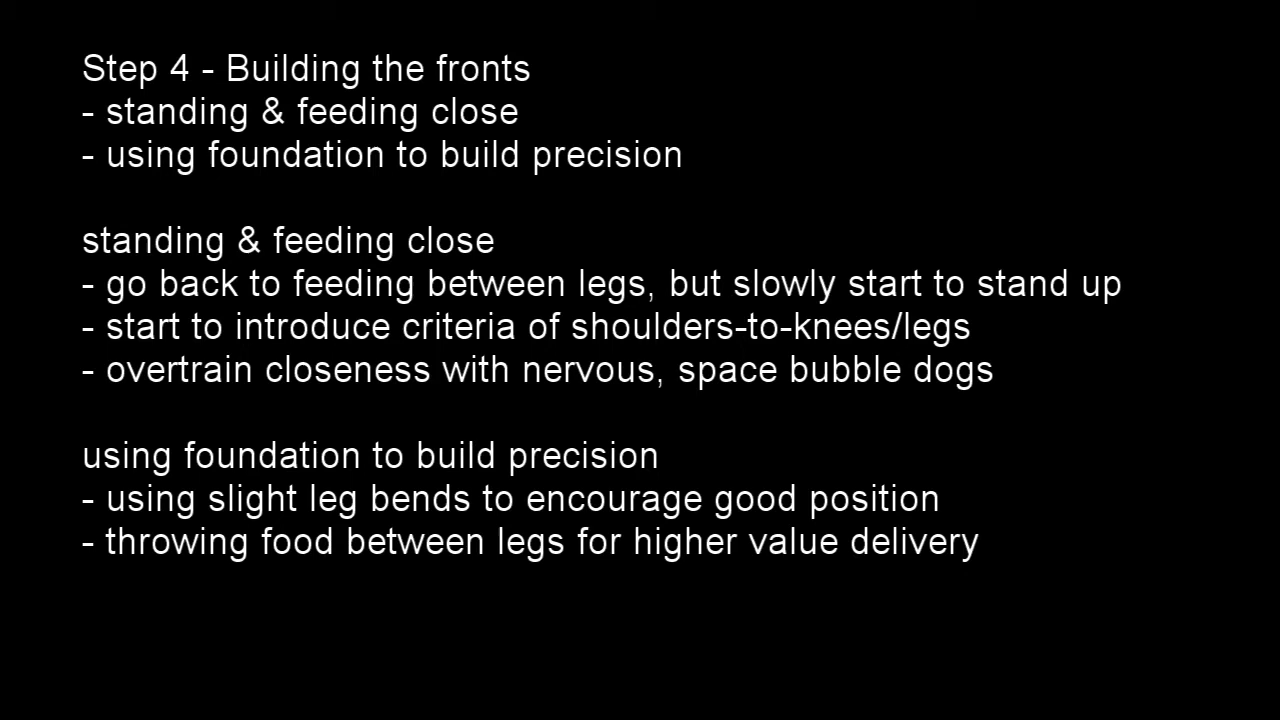 Step 4 - Building the fronts
- standing & feeding close
- using foundation to build precision
standing & feeding close
- go back to feeding between legs, but slowly start to stand up
- start to introduce criteria of shoulders-to-knees/legs
- overtrain closeness with nervous, space bubble dogs
using foundation to build precision
- using slight leg bends to encourage good position
- throwing food between legs for higher value delivery